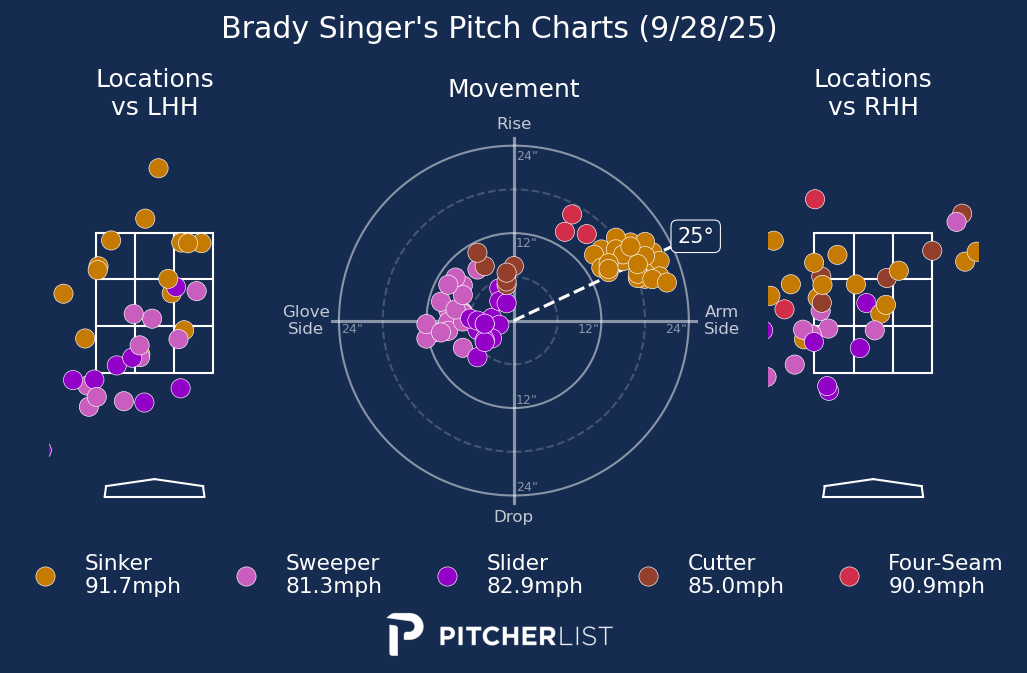 Brady Singer's Pitch Charts (9/28/25)
Locations
vs LHH
Movement
Locations
vs RHH
Rise
24"
12"
25°
Glove
Side
24"
12"
24"
Arm
Side
12"
24"
Drop
Sinker
91.7mph
Sweeper
81.3mph
Slider
82.9mph
Cutter
85.0mph
Four-Seam
90.9mph
PITCHERLIST